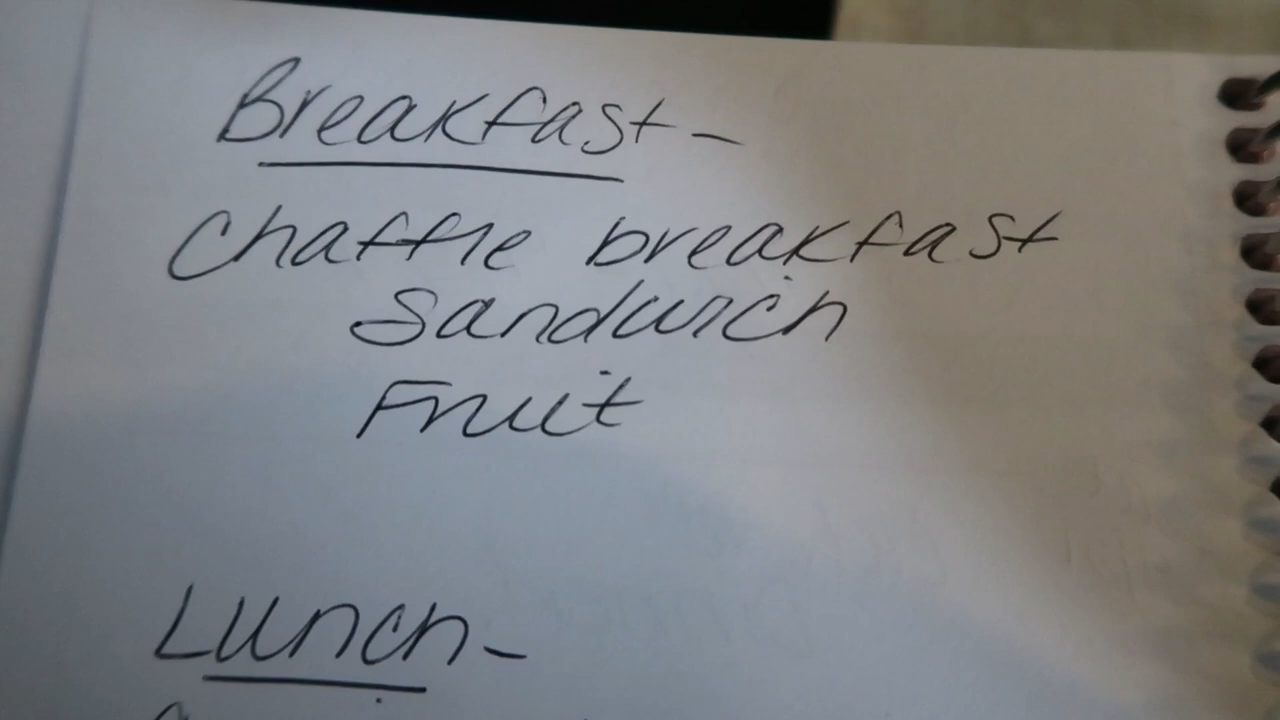 Breakfast-
Chaffle breakfast
Sandwich
Fruit
Lunch-